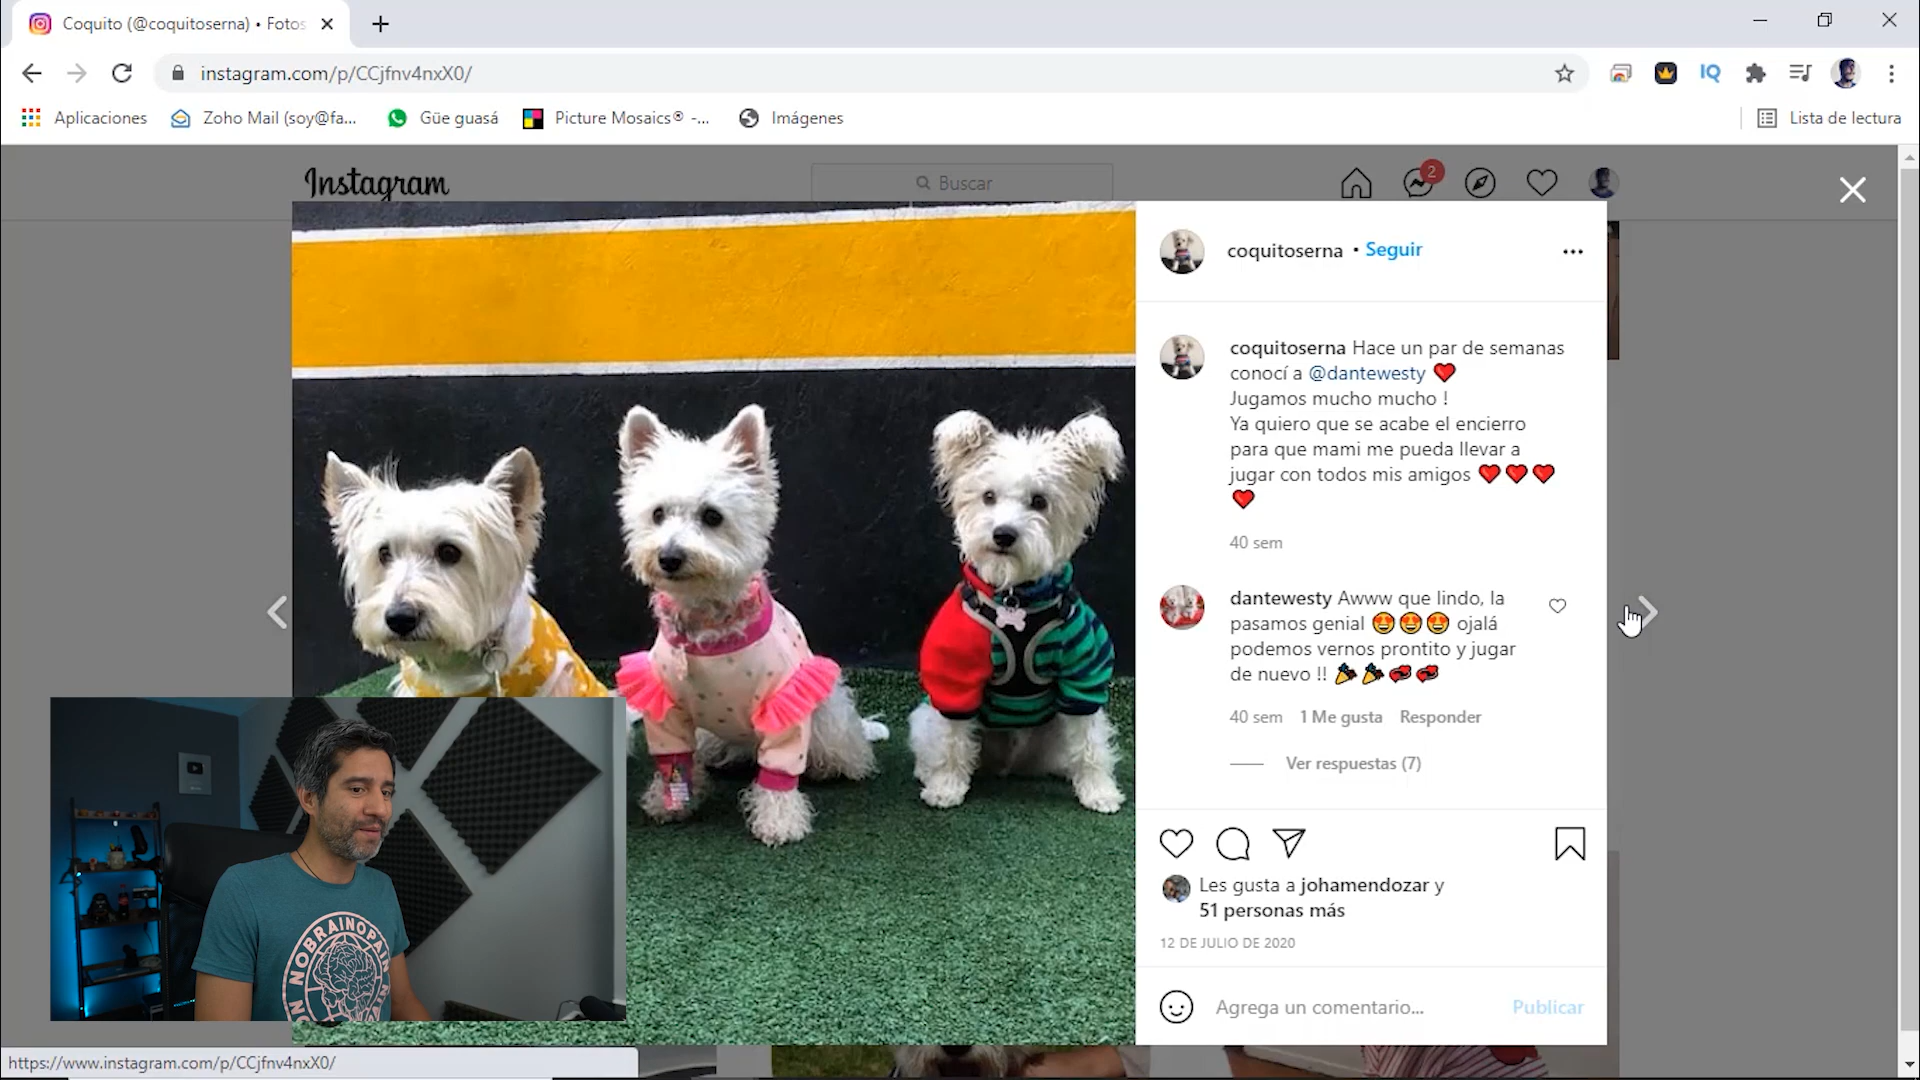 Coquito (@coquitoserna) • Fotos
instagram.com/p/CCjfnv4nxX0/
IQ
Aplicaciones
Zoho Mail (soy@fa...
Güe guasá
Picture Mosaics® -...
Imágenes
Lista de lectura
Instagram
Buscar
2
coquitoserna • Seguir
coquitoserna Hace un par de semanas
conocí a @dantewesty ❤️
Jugamos mucho mucho !
Ya quiero que se acabe el encierro
para que mami me pueda llevar a
jugar con todos mis amigos ❤️❤️❤️
❤️
40 sem
dantewesty Awww que lindo, la
pasamos genial 😍😍😍 ojalá
podemos vernos prontito y jugar
de nuevo !! 🎉🎉💞💞
40 sem 1 Me gusta Responder
Ver respuestas (7)
Les gusta a johamendozar y
51 personas más
12 DE JULIO DE 2020
Agrega un comentario... Publicar
NOBRAINOPAIN
https://www.instagram.com/p/CCjfnv4nxX0/